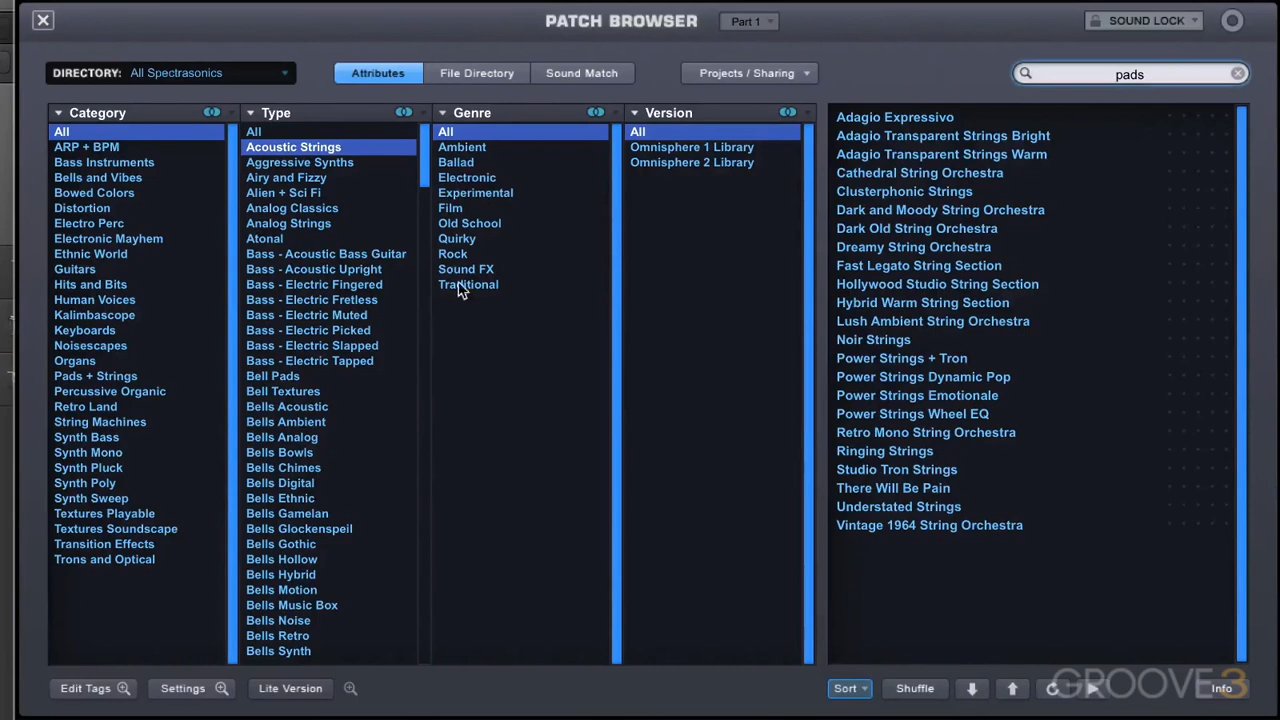 PATCH BROWSER
Part 1
SOUND LOCK
DIRECTORY: All Spectrasonics
Attributes
File Directory
Sound Match
Projects / Sharing
pads
Category
All
ARP + BPM
Bass Instruments
Bells and Vibes
Bowed Colors
Distortion
Electro Perc
Electronic Mayhem
Ethnic World
Guitars
Hits and Bits
Human Voices
Kalimbascope
Keyboards
Noisescapes
Organs
Pads + Strings
Percussive Organic
Retro Land
String Machines
Synth Bass
Synth Mono
Synth Pluck
Synth Poly
Synth Sweep
Textures Playable
Textures Soundscape
Transition Effects
Trons and Optical
Type
All
Acoustic Strings
Aggressive Synths
Airy and Fizzy
Alien + Sci Fi
Analog Classics
Analog Strings
Atonal
Bass - Acoustic Bass Guitar
Bass - Acoustic Upright
Bass - Electric Fingered
Bass - Electric Fretless
Bass - Electric Muted
Bass - Electric Picked
Bass - Electric Slapped
Bass - Electric Tapped
Bell Pads
Bell Textures
Bells Acoustic
Bells Ambient
Bells Analog
Bells Bowls
Bells Chimes
Bells Digital
Bells Ethnic
Bells Gamelan
Bells Glockenspeil
Bells Gothic
Bells Hollow
Bells Hybrid
Bells Motion
Bells Music Box
Bells Noise
Bells Retro
Bells Synth
Genre
All
Ambient
Ballad
Electronic
Experimental
Film
Old School
Quirky
Rock
Sound FX
Traditional
Version
All
Omnisphere 1 Library
Omnisphere 2 Library
Adagio Expressivo
Adagio Transparent Strings Bright
Adagio Transparent Strings Warm
Cathedral String Orchestra
Clusterphonic Strings
Dark and Moody String Orchestra
Dark Old String Orchestra
Dreamy String Orchestra
Fast Legato String Section
Hollywood Studio String Section
Hybrid Warm String Section
Lush Ambient String Orchestra
Noir Strings
Power Strings + Tron
Power Strings Dynamic Pop
Power Strings Emotionale
Power Strings Wheel EQ
Retro Mono String Orchestra
Ringing Strings
Studio Tron Strings
There Will Be Pain
Understated Strings
Vintage 1964 String Orchestra
Edit Tags
Settings
Lite Version
Sort
Shuffle
Info
GROOVE3